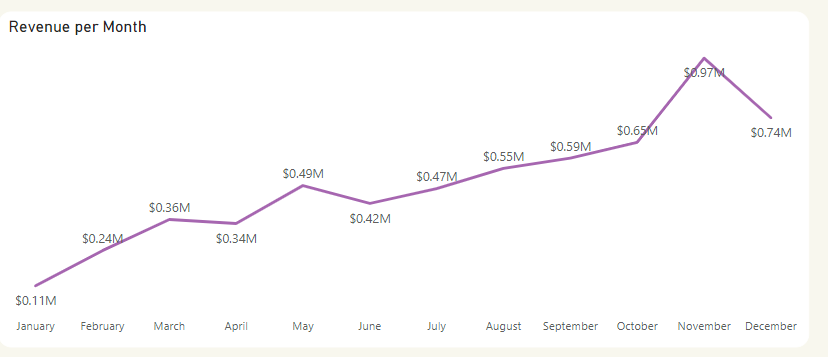 Revenue per Month
$0.97M
$0.65M
$0.74M
$0.59M
$0.55M
$0.49M
$0.47M
$0.42M
$0.36M
$0.34M
$0.24M
$0.11M
January February March April May June July August September October November December